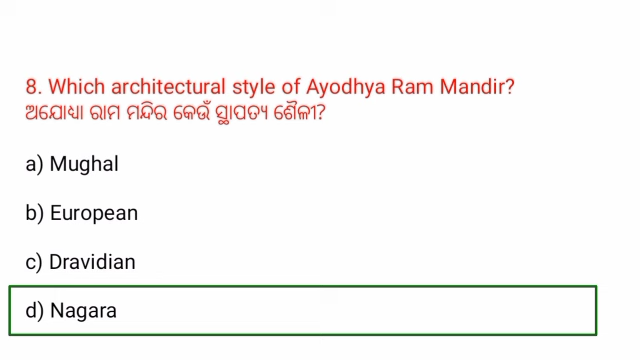 8. Which architectural style of Ayodhya Ram Mandir?
ଅଯୋଧ୍ୟା ରାମ ମନ୍ଦିର କେଉଁ ସ୍ଥାପତ୍ୟ ଶୈଳୀ?
a) Mughal
b) European
c) Dravidian
d) Nagara